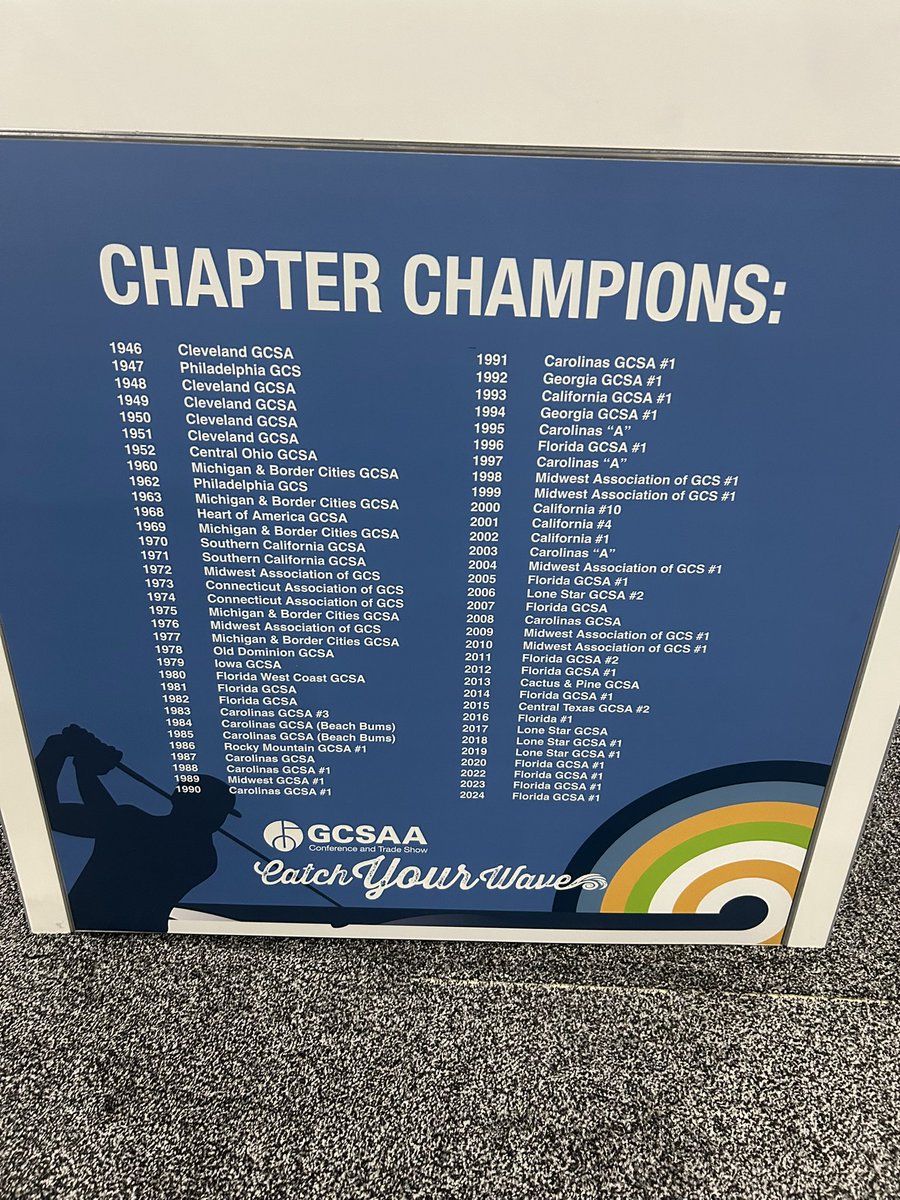 CHAPTER CHAMPIONS:
1946 Cleveland GCSA
1947 Philadelphia GCS
1948 Cleveland GCSA
1949 Cleveland GCSA
1950 Cleveland GCSA
1951 Cleveland GCSA
1952 Central Ohio GCSA
1960 Michigan & Border Cities GCSA
1962 Philadelphia GCS
1963 Michigan & Border Cities GCSA
1968 Heart of America GCSA
1969 Michigan & Border Cities GCSA
1970 Southern California GCSA
1971 Southern California GCSA
1972 Midwest Association of GCS
1973 Connecticut Association of GCS
1974 Connecticut Association of GCS
1975 Michigan & Border Cities GCSA
1976 Midwest Association of GCS
1977 Michigan & Border Cities GCSA
1978 Old Dominion GCSA
1979 Iowa GCSA
1980 Florida West Coast GCSA
1981 Florida GCSA
1982 Florida GCSA
1983 Carolinas GCSA #3
1984 Carolinas GCSA (Beach Bums)
1985 Carolinas GCSA (Beach Bums)
1986 Rocky Mountain GCSA #1
1987 Carolinas GCSA
1988 Carolinas GCSA #1
1989 Midwest GCSA #1
1990 Carolinas GCSA #1
1991 Carolinas GCSA #1
1992 Georgia GCSA #1
1993 California GCSA #1
1994 Georgia GCSA #1
1995 Carolinas “A”
1996 Florida GCSA #1
1997 Carolinas “A”
1998 Midwest Association of GCS #1
1999 Midwest Association of GCS #1
2000 California #10
2001 California #4
2002 California #1
2003 Carolinas “A”
2004 Midwest Association of GCS #1
2005 Florida GCSA #1
2006 Lone Star GCSA #2
2007 Florida GCSA
2008 Carolinas GCSA
2009 Midwest Association of GCS #1
2010 Midwest Association of GCS #1
2011 Florida GCSA #2
2012 Florida GCSA #1
2013 Cactus & Pine GCSA
2014 Florida GCSA #1
2015 Central Texas GCSA #2
2016 Florida #1
2017 Lone Star GCSA
2018 Lone Star GCSA #1
2019 Lone Star GCSA #1
2020 Florida GCSA #1
2022 Florida GCSA #1
2023 Florida GCSA #1
2024 Florida GCSA #1
GCSAA
Conference and Trade Show
Catch Your Wave